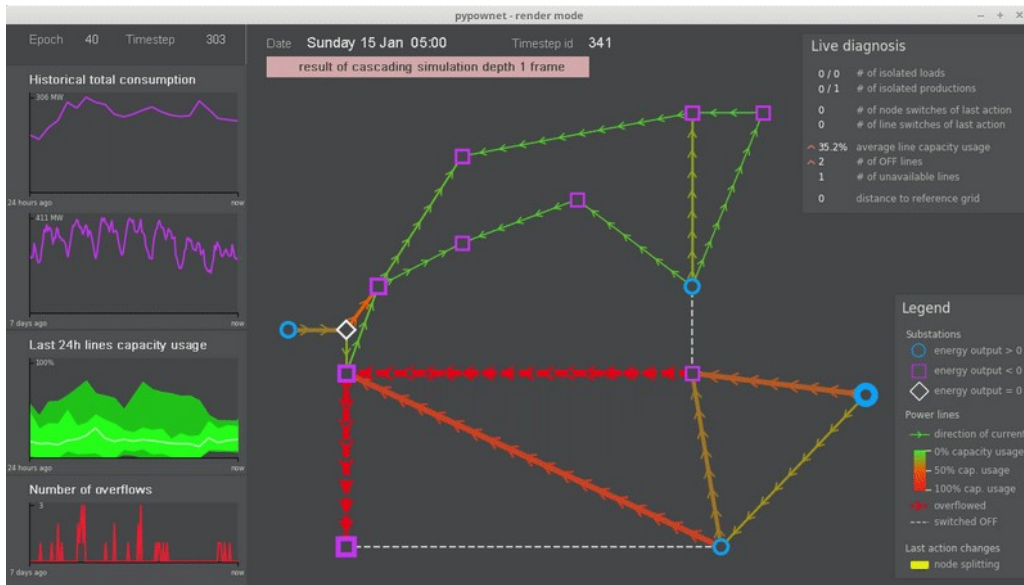 pypownet - render mode
Epoch 40 Timestep 303
Date Sunday 15 Jan 05:00 Timestep id 341
result of cascading simulation depth 1 frame
Historical total consumption
306 MW
24 hours ago now
411 MW
7 days ago now
Last 24h lines capacity usage
100%
24 hours ago now
Number of overflows
3
7 days ago now
Live diagnosis
0 / 0 # of isolated loads
0 / 1 # of isolated productions
0 # of node switches of last action
0 # of line switches of last action
35.2% average line capacity usage
2 # of OFF lines
1 # of unavailable lines
0 distance to reference grid
Legend
Substations
energy output > 0
energy output < 0
energy output = 0
Power lines
direction of current
0% capacity usage
50% cap. usage
100% cap. usage
overflowed
switched OFF
Last action changes
node splitting